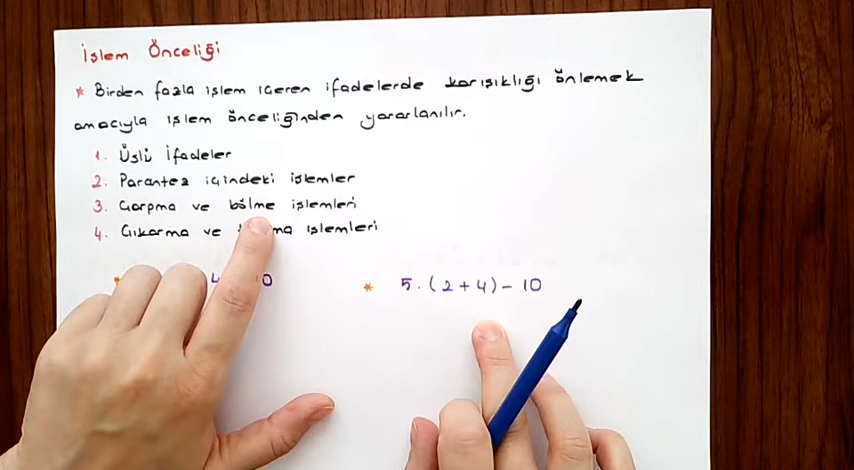 İşlem Önceliği
* Birden fazla işlem içeren ifadelerde karışıklığı önlemek
amacıyla işlem önceliğinden yararlanılır.
1. Üslü İfadeler
2. Parantez içindeki işlemler
3. Çarpma ve bölme işlemleri
4. Çıkarma ve işlemleri
* 5.(2+4)-10